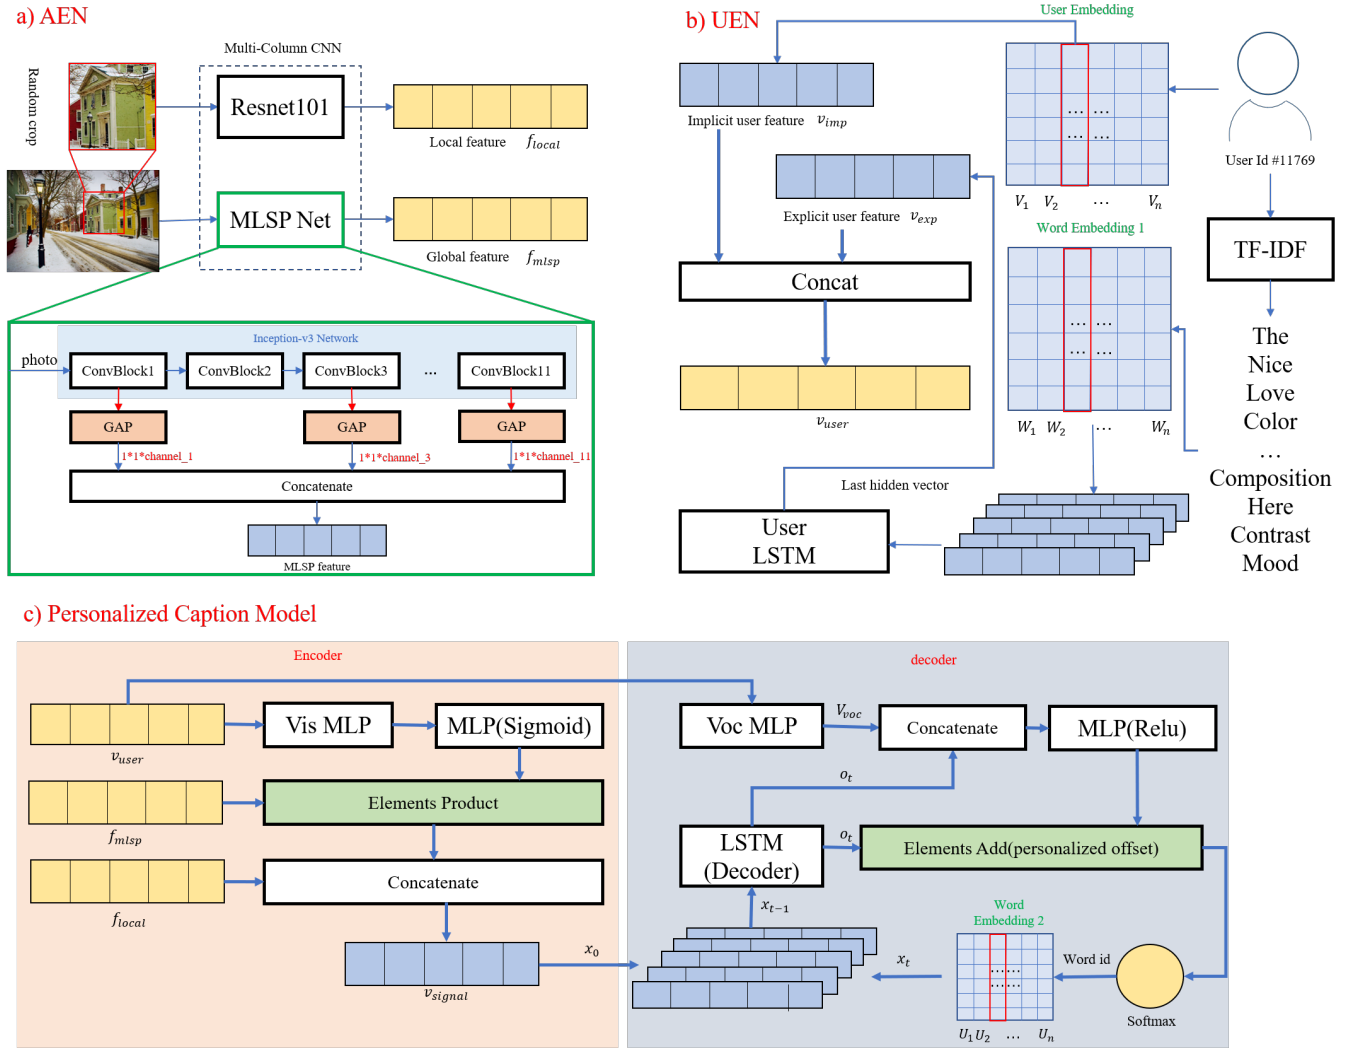 a) AEN
Multi-Column CNN
Random crop
Resnet101
Local feature f_local
MLSP Net
Global feature f_mlsp
Inception-v3 Network
photo
ConvBlock1
ConvBlock2
ConvBlock3
...
ConvBlock11
GAP
GAP
GAP
1*1*channel_1
1*1*channel_3
1*1*channel_11
Concatenate
MLSP feature
b) UEN
User Embedding
Implicit user feature v_imp
... ...
... ...
V_1 V_2 ... V_n
User Id #11769
Explicit user feature v_exp
Word Embedding 1
TF-IDF
Concat
... ...
... ...
The
Nice
Love
Color
...
Composition
Here
Contrast
Mood
v_user
W_1 W_2 ... W_n
Last hidden vector
User
LSTM
c) Personalized Caption Model
Encoder
Vis MLP
MLP(Sigmoid)
v_user
Elements Product
f_mlsp
Concatenate
f_local
v_signal
x_0
decoder
Voc MLP
V_voc
Concatenate
MLP(Relu)
o_t
LSTM
(Decoder)
o_t
Elements Add(personalized offset)
x_t−1
Word
Embedding 2
......
......
x_t
Word id
Softmax
U_1 U_2 ... U_n